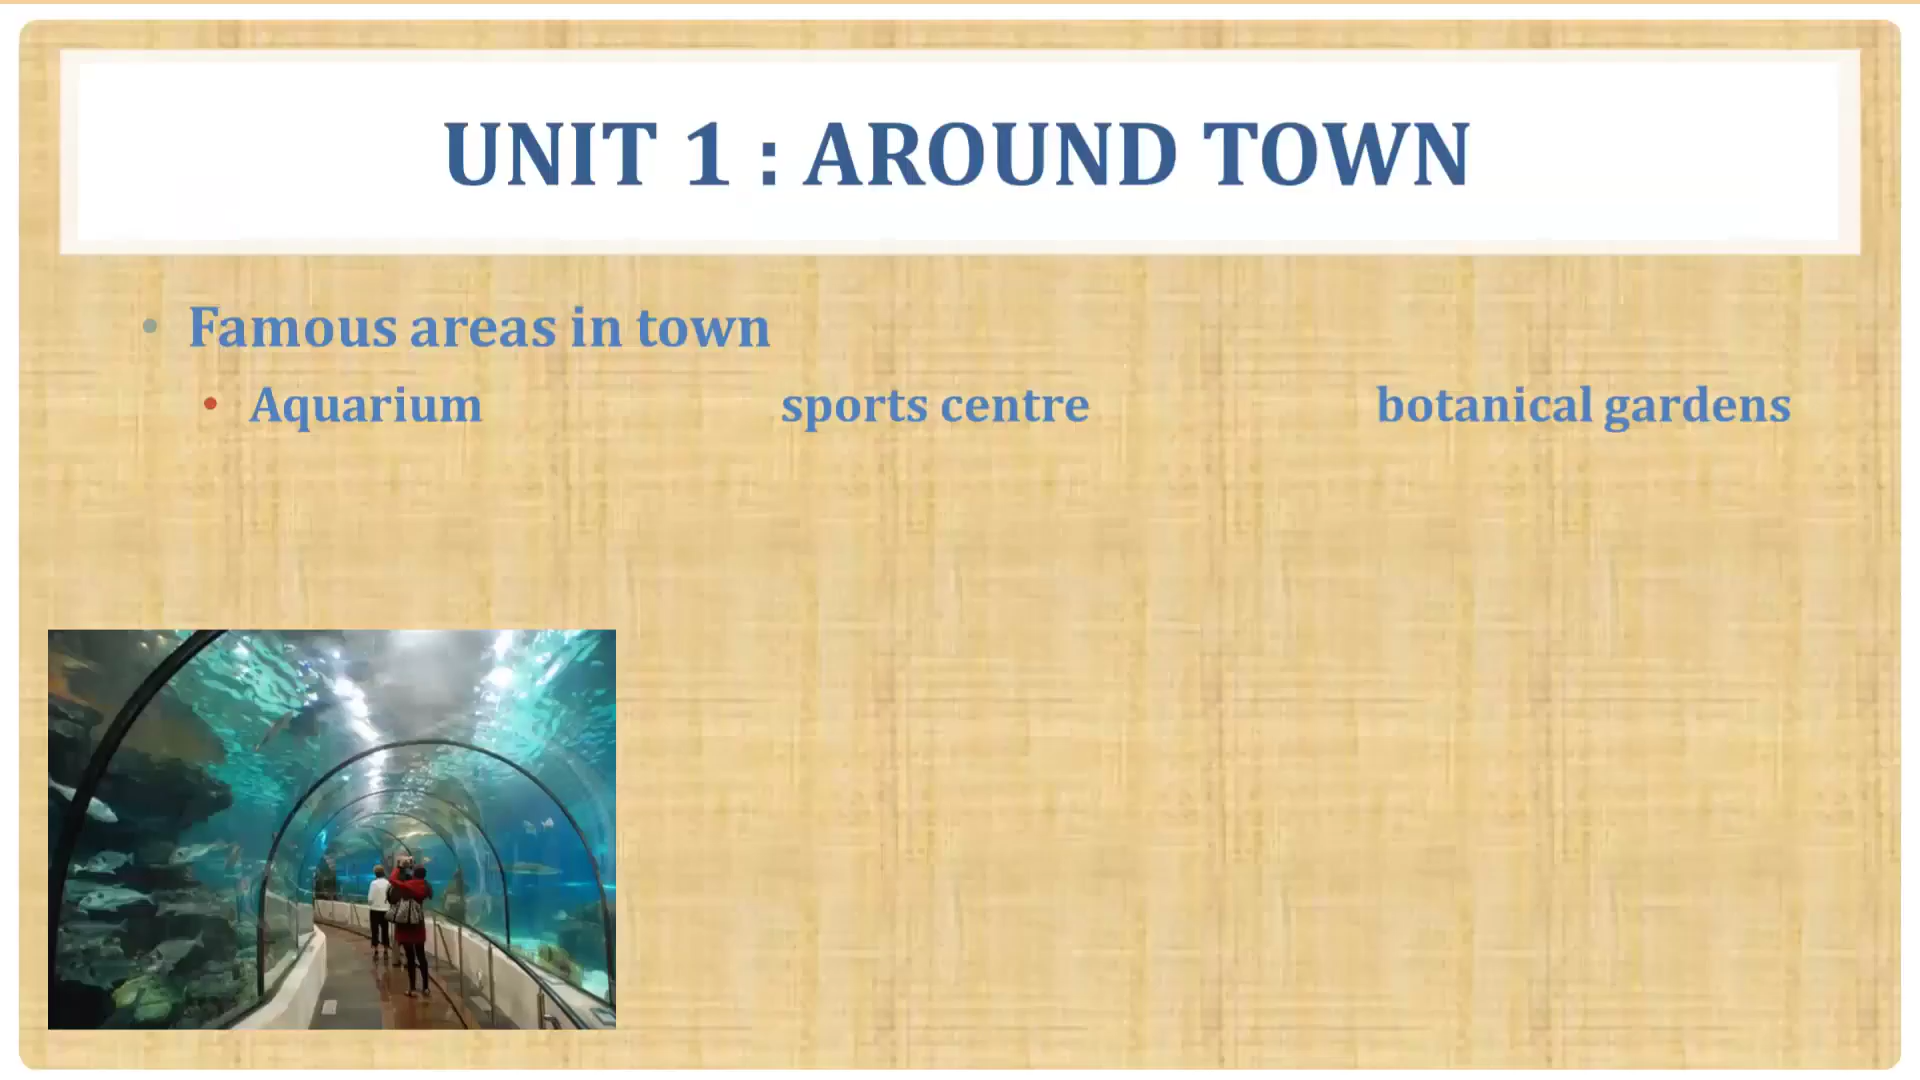 UNIT 1 : AROUND TOWN
• Famous areas in town
• Aquarium sports centre botanical gardens